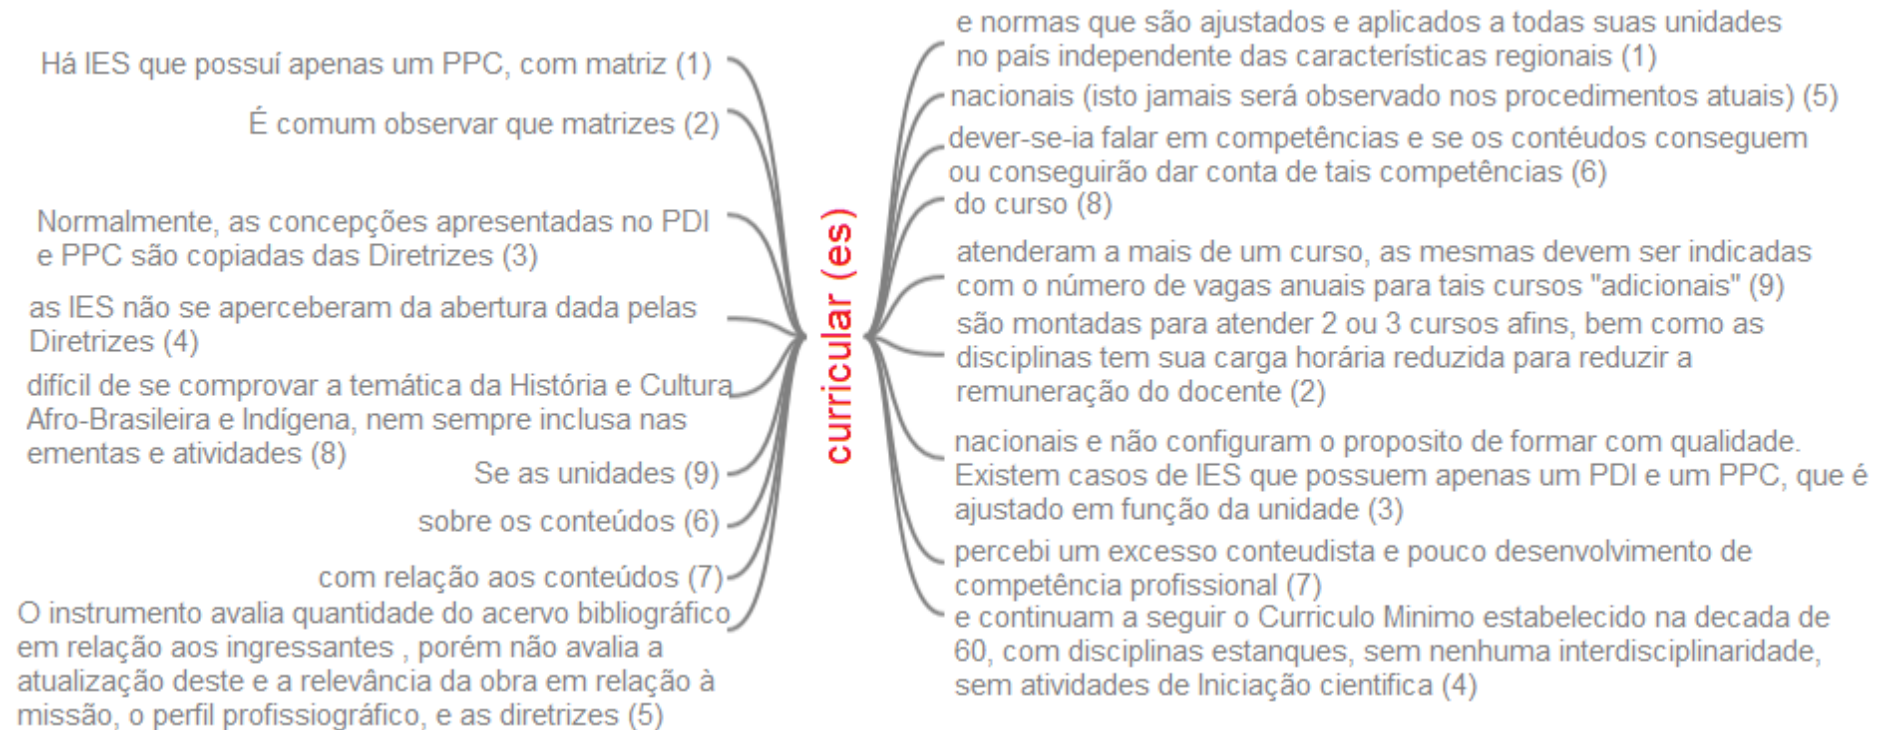 Há IES que possuí apenas um PPC, com matriz (1)
É comum observar que matrizes (2)
Normalmente, as concepções apresentadas no PDI
e PPC são copiadas das Diretrizes (3)
as IES não se aperceberam da abertura dada pelas
Diretrizes (4)
difícil de se comprovar a temática da História e Cultura
Afro-Brasileira e Indígena, nem sempre inclusa nas
ementas e atividades (8)
Se as unidades (9)
sobre os conteúdos (6)
com relação aos conteúdos (7)
O instrumento avalia quantidade do acervo bibliográfico
em relação aos ingressantes , porém não avalia a
atualização deste e a relevância da obra em relação à
missão, o perfil profissiográfico, e as diretrizes (5)
curricular (es)
e normas que são ajustados e aplicados a todas suas unidades
no país independente das características regionais (1)
nacionais (isto jamais será observado nos procedimentos atuais) (5)
dever-se-ia falar em competências e se os contéudos conseguem
ou conseguirão dar conta de tais competências (6)
do curso (8)
atenderam a mais de um curso, as mesmas devem ser indicadas
com o número de vagas anuais para tais cursos "adicionais" (9)
são montadas para atender 2 ou 3 cursos afins, bem como as
disciplinas tem sua carga horária reduzida para reduzir a
remuneração do docente (2)
nacionais e não configuram o proposito de formar com qualidade.
Existem casos de IES que possuem apenas um PDI e um PPC, que é
ajustado em função da unidade (3)
percebi um excesso conteudista e pouco desenvolvimento de
competência profissional (7)
e continuam a seguir o Curriculo Minimo estabelecido na decada de
60, com disciplinas estanques, sem nenhuma interdisciplinaridade,
sem atividades de Iniciação cientifica (4)